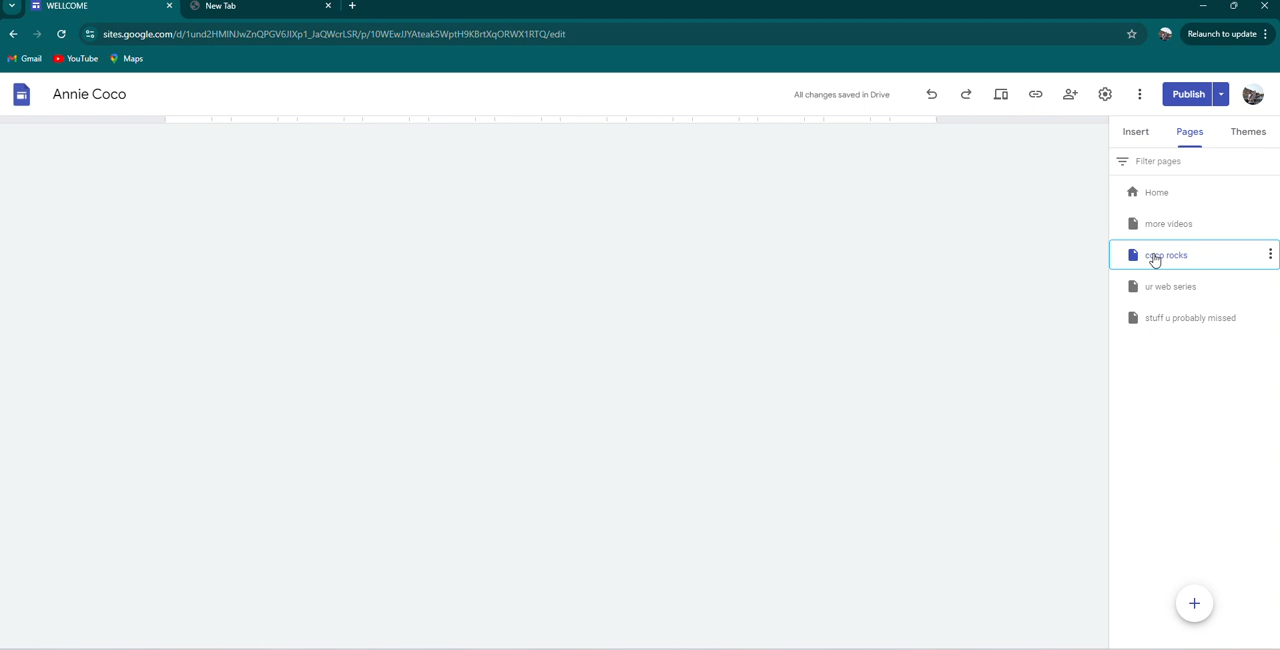 WELLCOME
New Tab
sites.google.com/d/1und2HMINJwZnQPGV6JIXp1_JaQWcrLSR/p/10WEwJJYAteak5WptH9KBrtXqORWX1RTQ/edit
Relaunch to update
Gmail YouTube Maps
Annie Coco
All changes saved in Drive
Publish
Insert Pages Themes
Filter pages
Home
more videos
coco rocks
ur web series
stuff u probably missed